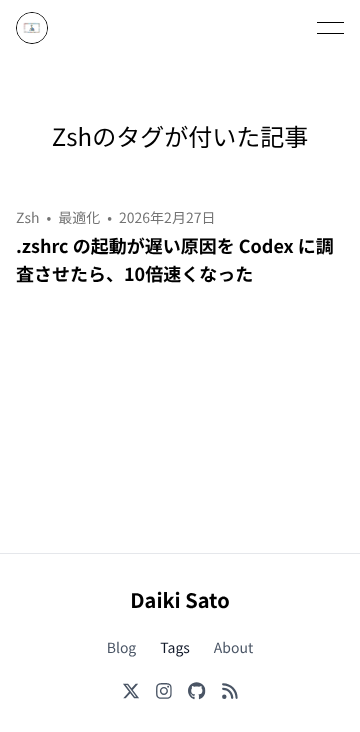 Zshのタグが付いた記事
Zsh • 最適化 • 2026年2月27日
.zshrc の起動が遅い原因を Codex に調
査させたら、10倍速くなった
Daiki Sato
Blog Tags About